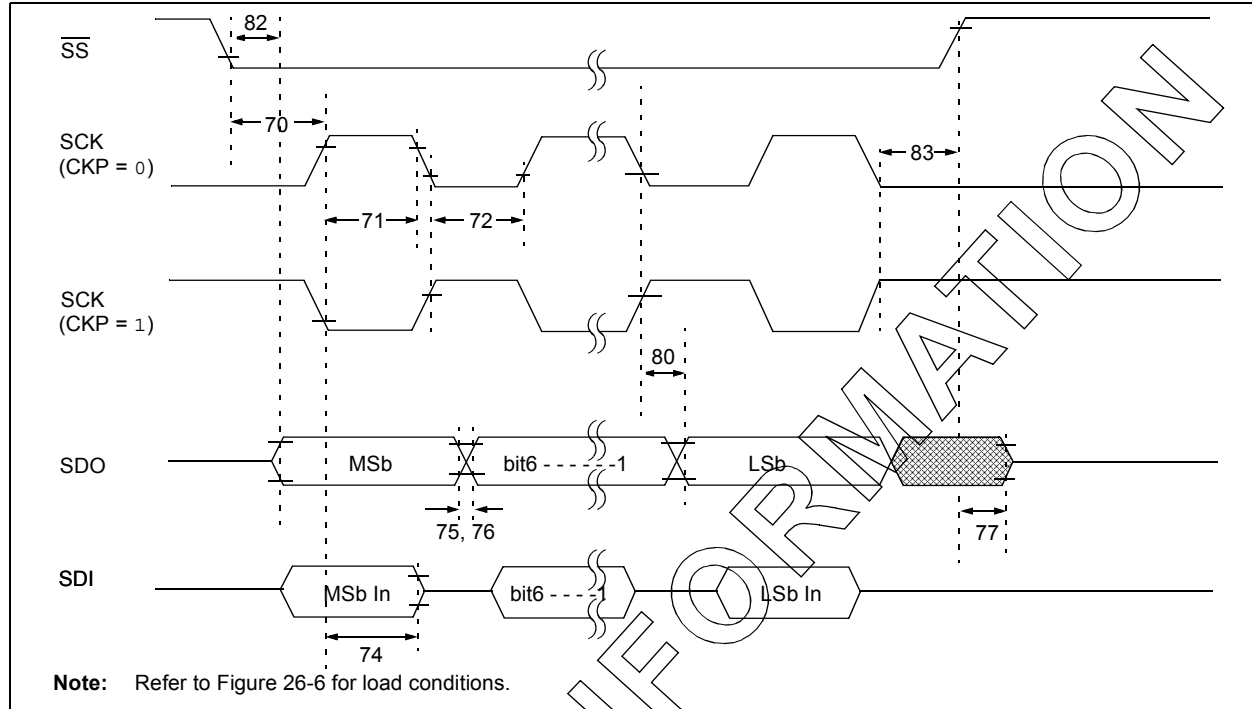 SS
82
70
SCK
(CKP = 0)
83
71
72
SCK
(CKP = 1)
80
SDO
MSb
bit6 - - - - - -1
LSb
75, 76
77
SDI
MSb In
bit6 - - - -1
LSb In
74
Note: Refer to Figure 26-6 for load conditions.
INFORMATION